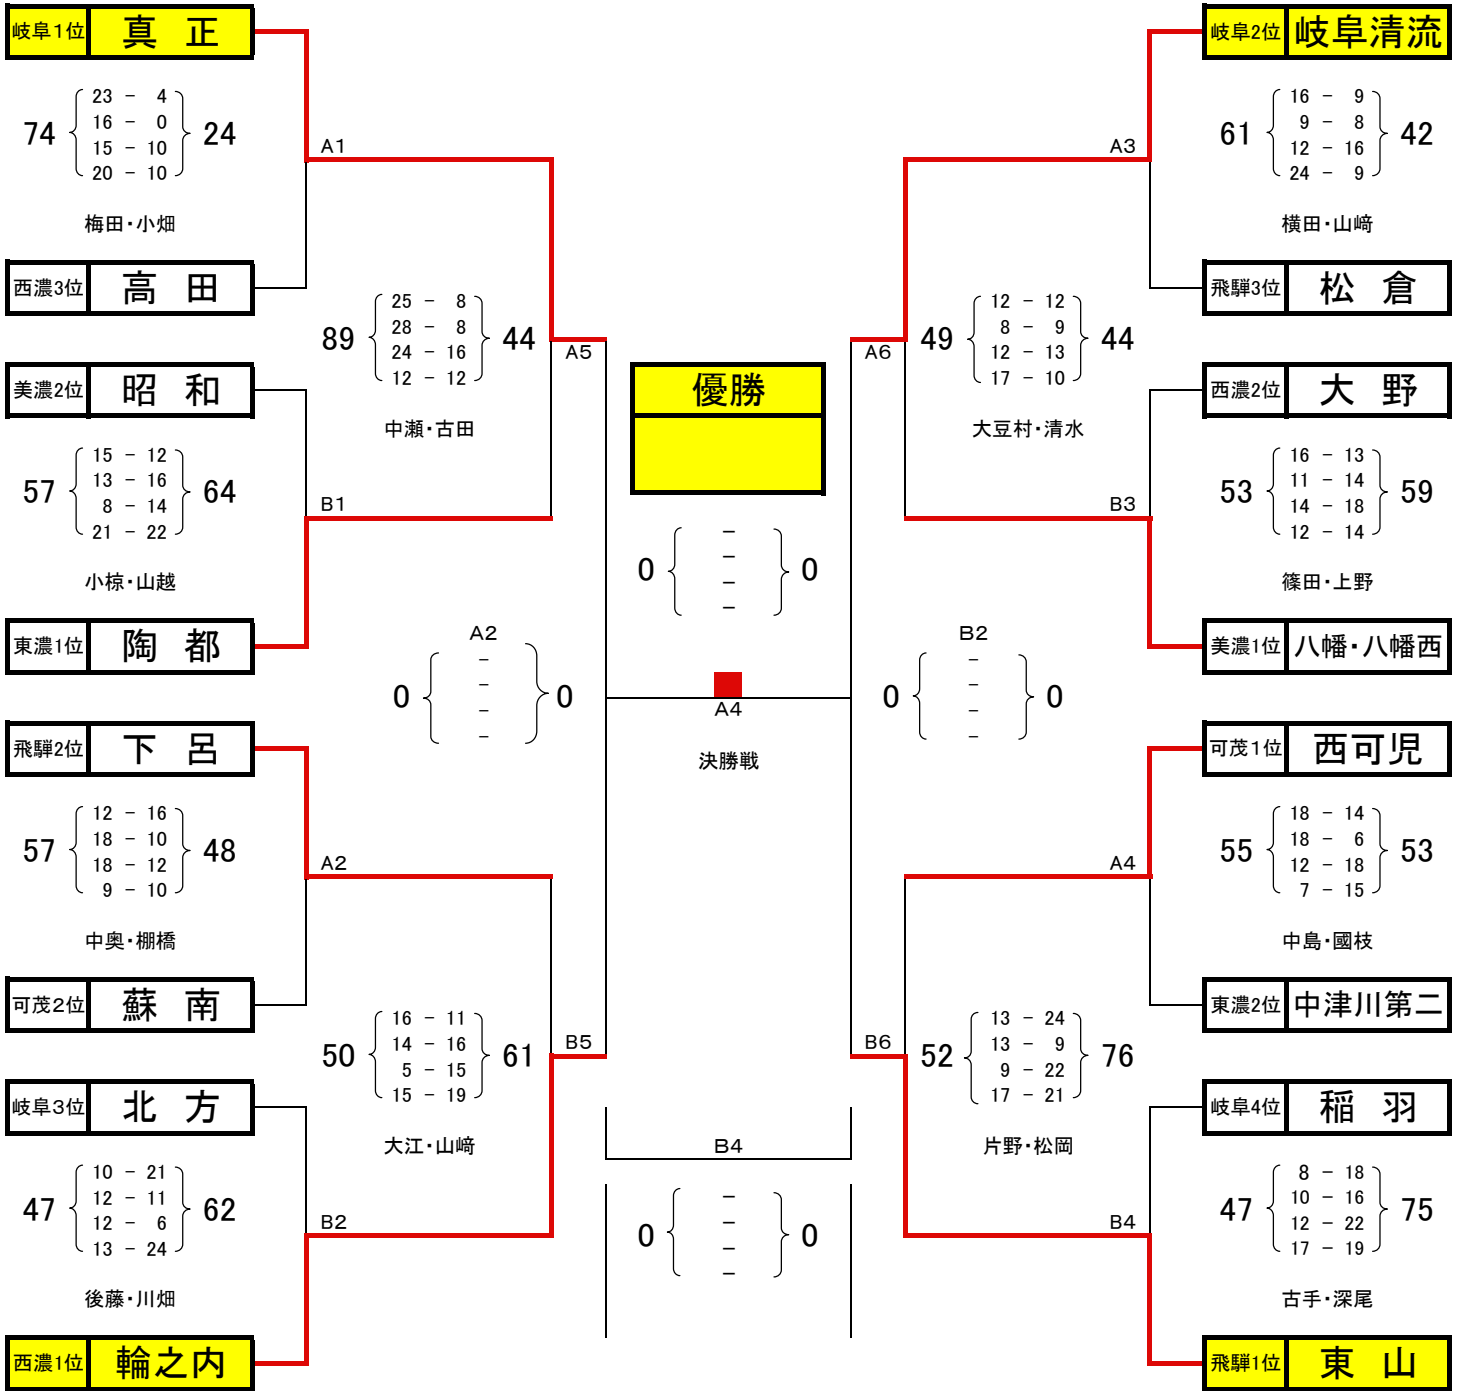 岐阜1位 真 正
74 23 - 4 24
16 - 0
15 - 10
20 - 10
梅田・小畑
A1
西濃3位 高 田
89 25 - 8 44
28 - 8
24 - 16
12 - 12
中瀬・古田
A5
美濃2位 昭 和
57 15 - 12 64
13 - 16
8 - 14
21 - 22
小椋・山越
B1
東濃1位 陶 都
A2
0 - 0
-
-
-
飛騨2位 下 呂
57 12 - 16 48
18 - 10
18 - 12
9 - 10
中奥・棚橋
A2
可茂2位 蘇 南
50 16 - 11 61
14 - 16
5 - 15
15 - 19
大江・山﨑
B5
岐阜3位 北 方
47 10 - 21 62
12 - 11
12 - 6
13 - 24
後藤・川畑
B2
西濃1位 輪之内
優勝
0 - 0
-
-
-
A4
決勝戦
B4
0 - 0
-
-
-
岐阜2位 岐阜清流
61 16 - 9 42
9 - 8
12 - 16
24 - 9
横田・山﨑
A3
飛騨3位 松 倉
49 12 - 12 44
8 - 9
12 - 13
17 - 10
大豆村・清水
A6
西濃2位 大 野
53 16 - 13 59
11 - 14
14 - 18
12 - 14
篠田・上野
B3
美濃1位 八幡・八幡西
B2
0 - 0
-
-
-
可茂1位 西可児
55 18 - 14 53
18 - 6
12 - 18
7 - 15
中島・國枝
A4
東濃2位 中津川第二
52 13 - 24 76
13 - 9
9 - 22
17 - 21
片野・松岡
B6
岐阜4位 稲 羽
47 8 - 18 75
10 - 16
12 - 22
17 - 19
古手・深尾
B4
飛騨1位 東 山